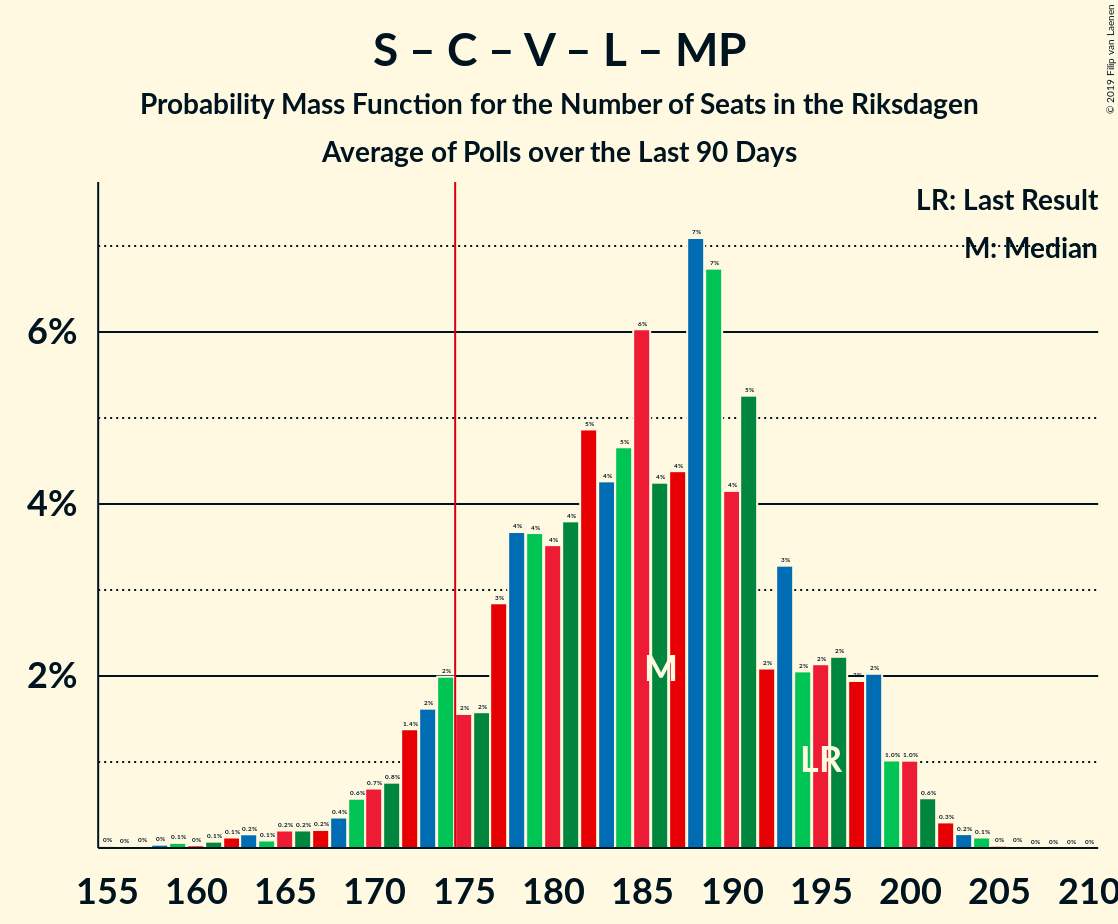 S – C – V – L – MP
Probability Mass Function for the Number of Seats in the Riksdagen
Average of Polls over the Last 90 Days
© 2019 Filip van Laenen
LR: Last Result
M: Median
6%
4%
2%
0% 0% 0% 0% 0.1% 0% 0.1% 0.1% 0.2% 0.1% 0.2% 0.2% 0.2% 0.4% 0.6% 0.7% 0.8% 1.4% 2% 2% 2% 2% 3% 4% 4% 4% 4% 5% 4% 5% 6% 4% 4% 7% 7% 4% 5% 2% 3% 2% 2% 2% 2% 2% 1.0% 1.0% 0.6% 0.3% 0.2% 0.1% 0% 0% 0% 0% 0% 0%
M
LR
155 160 165 170 175 180 185 190 195 200 205 210